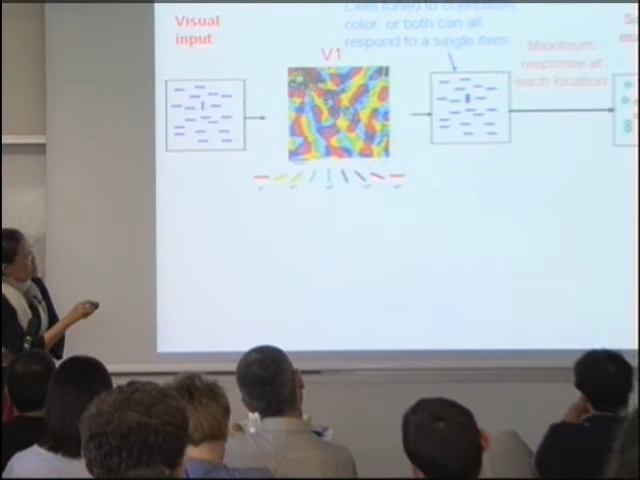 Cells tuned to orientation,
color, or both can all
respond to a single item
Visual
input
V1
Maximum
response at
each location